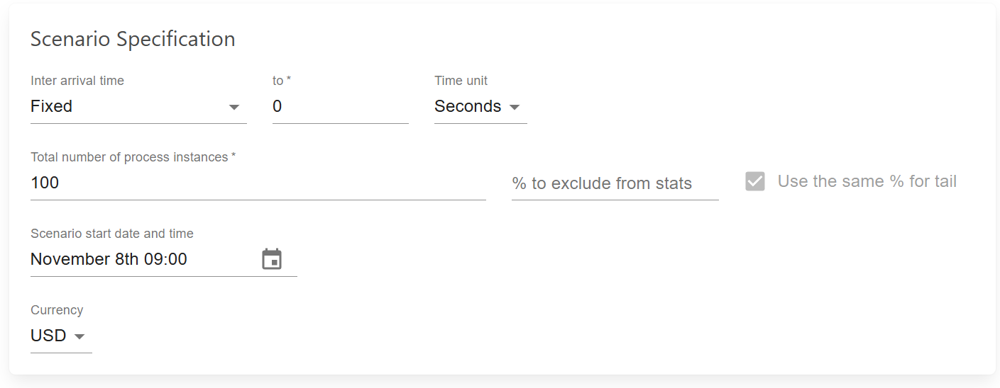 Scenario Specification
Inter arrival time to * Time unit
Fixed 0 Seconds
Total number of process instances *
100 % to exclude from stats Use the same % for tail
Scenario start date and time
November 8th 09:00
Currency
USD